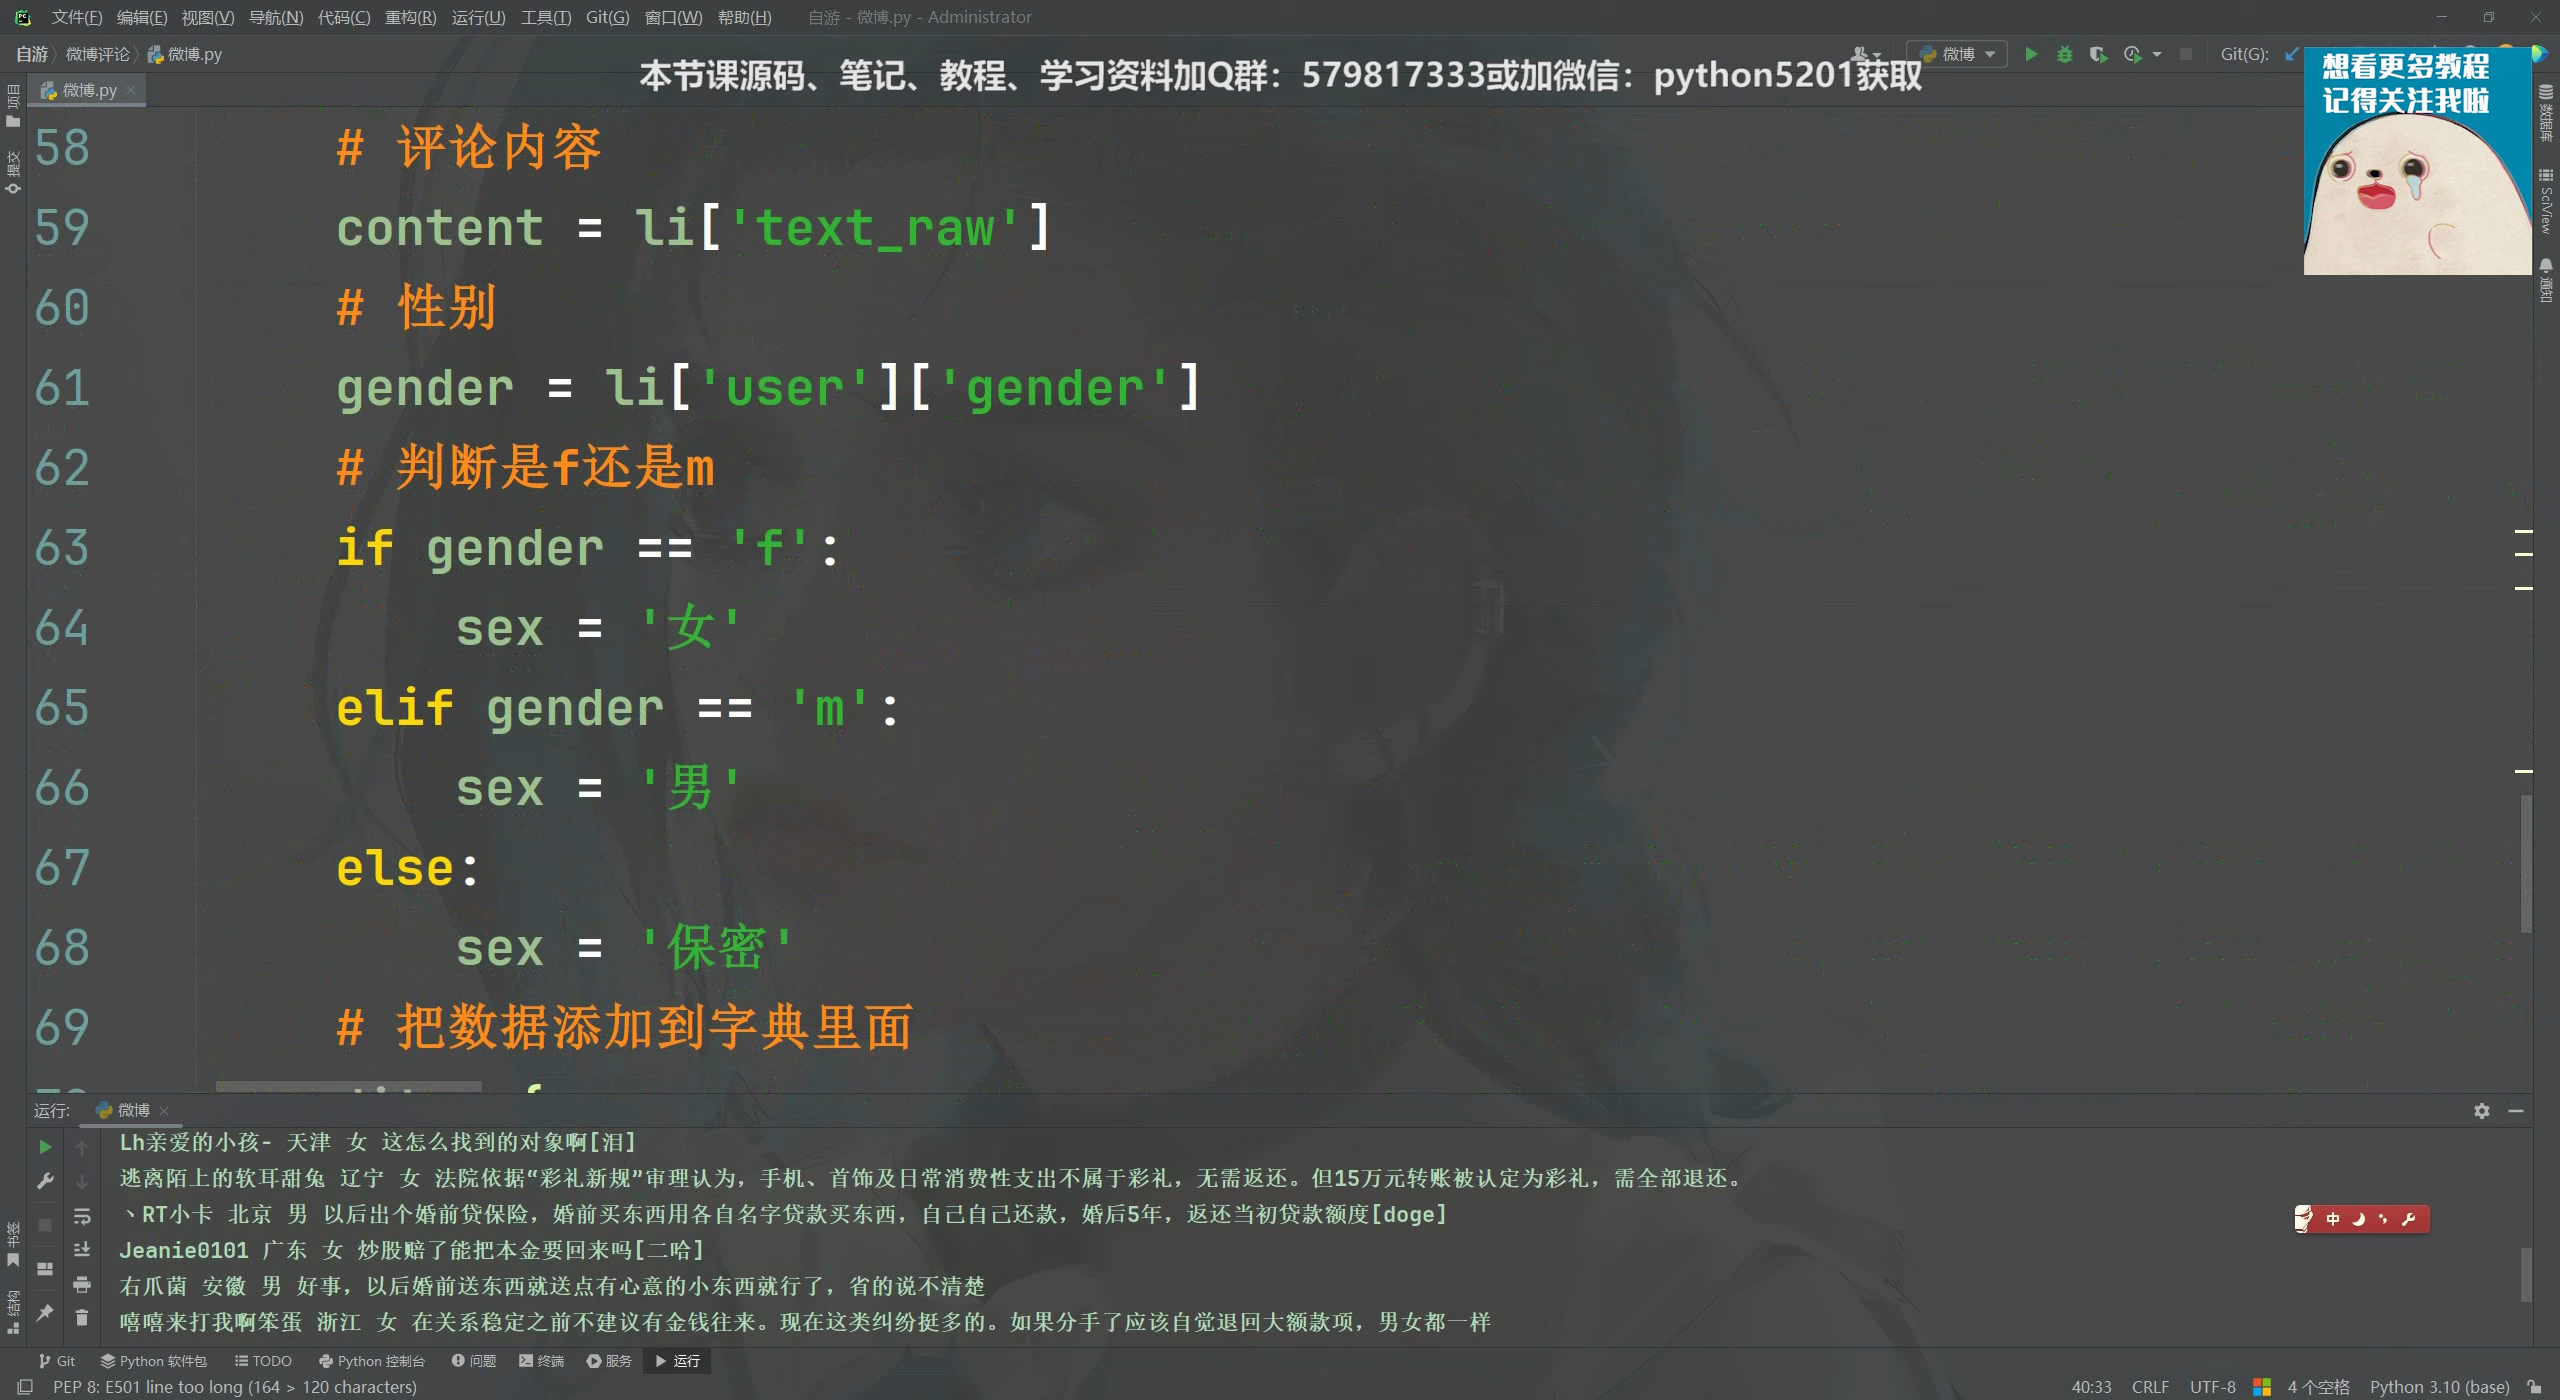 文件(F) 编辑(E) 视图(V) 导航(N) 代码(C) 重构(R) 运行(U) 工具(T) Git(G) 窗口(W) 帮助(H) 自游 - 微博.py - Administrator
自游 微博评论 微博.py 微博 Git(G):
本节课源码、笔记、教程、学习资料加Q群：579817333或加微信：python5201获取
想看更多教程
记得关注我啦
微博.py
项目
提交
数据库
SciView
通知
58 # 评论内容
59 content = li['text_raw']
60 # 性别
61 gender = li['user']['gender']
62 # 判断是f还是m
63 if gender == 'f':
64 sex = '女'
65 elif gender == 'm':
66 sex = '男'
67 else:
68 sex = '保密'
69 # 把数据添加到字典里面
运行: 微博
Lh亲爱的小孩- 天津 女 这怎么找到的对象啊[泪]
逃离陌上的软耳甜兔 辽宁 女 法院依据“彩礼新规”审理认为，手机、首饰及日常消费性支出不属于彩礼，无需返还。但15万元转账被认定为彩礼，需全部退还。
丶RT小卡 北京 男 以后出个婚前贷保险，婚前买东西用各自名字贷款买东西，自己自己还款，婚后5年，返还当初贷款额度[doge]
Jeanie0101 广东 女 炒股赔了能把本金要回来吗[二哈]
右爪菌 安徽 男 好事，以后婚前送东西就送点有心意的小东西就行了，省的说不清楚
嘻嘻来打我啊笨蛋 浙江 女 在关系稳定之前不建议有金钱往来。现在这类纠纷挺多的。如果分手了应该自觉退回大额款项，男女都一样
书签
结构
中
Git Python 软件包 TODO Python 控制台 问题 终端 服务 运行
PEP 8: E501 line too long (164 > 120 characters) 40:33 CRLF UTF-8 4 个空格 Python 3.10 (base)